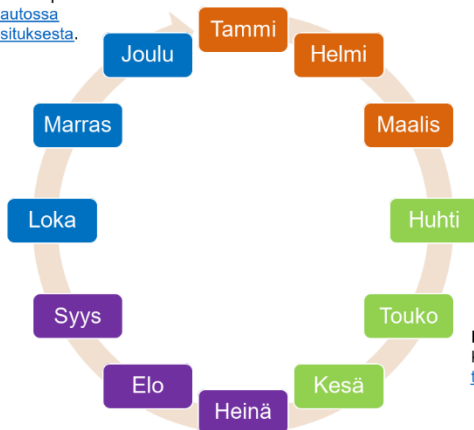 autossa
situksesta.
Tammi
Helmi
Maalis
Huhti
Touko
Kesä
Heinä
Elo
Syys
Loka
Marras
Joulu